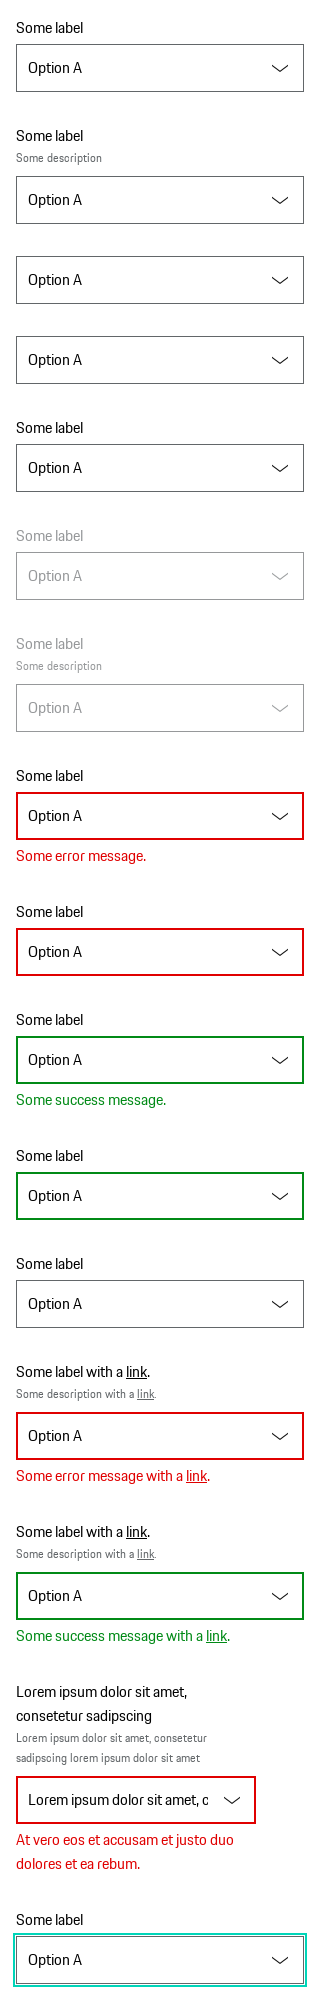 Some label
Option A
Some label
Some description
Option A
Option A
Option A
Some label
Option A
Some label
Option A
Some label
Some description
Option A
Some label
Option A
Some error message.
Some label
Option A
Some label
Option A
Some success message.
Some label
Option A
Some label
Option A
Some label with a link.
Some description with a link.
Option A
Some error message with a link.
Some label with a link.
Some description with a link.
Option A
Some success message with a link.
Lorem ipsum dolor sit amet,
consetetur sadipscing
Lorem ipsum dolor sit amet, consetetur
sadipscing lorem ipsum dolor sit amet
Lorem ipsum dolor sit amet, c
At vero eos et accusam et justo duo
dolores et ea rebum.
Some label
Option A